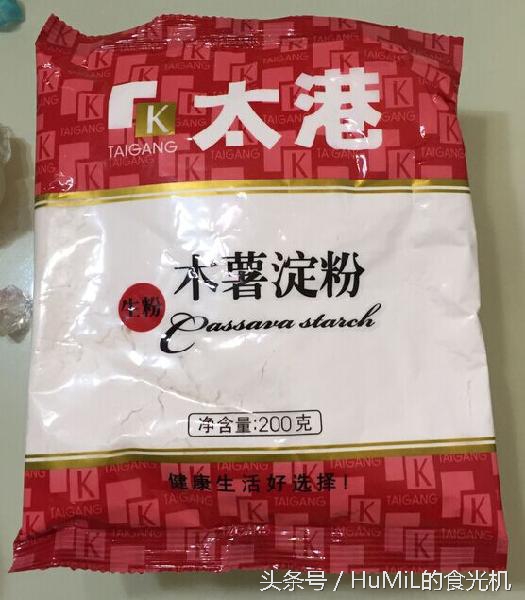 K 太港
TAIGANG
木薯淀粉
生粉
Cassava starch
净含量:200克
健康生活好选择!
头条号 / HuMiL的食光机